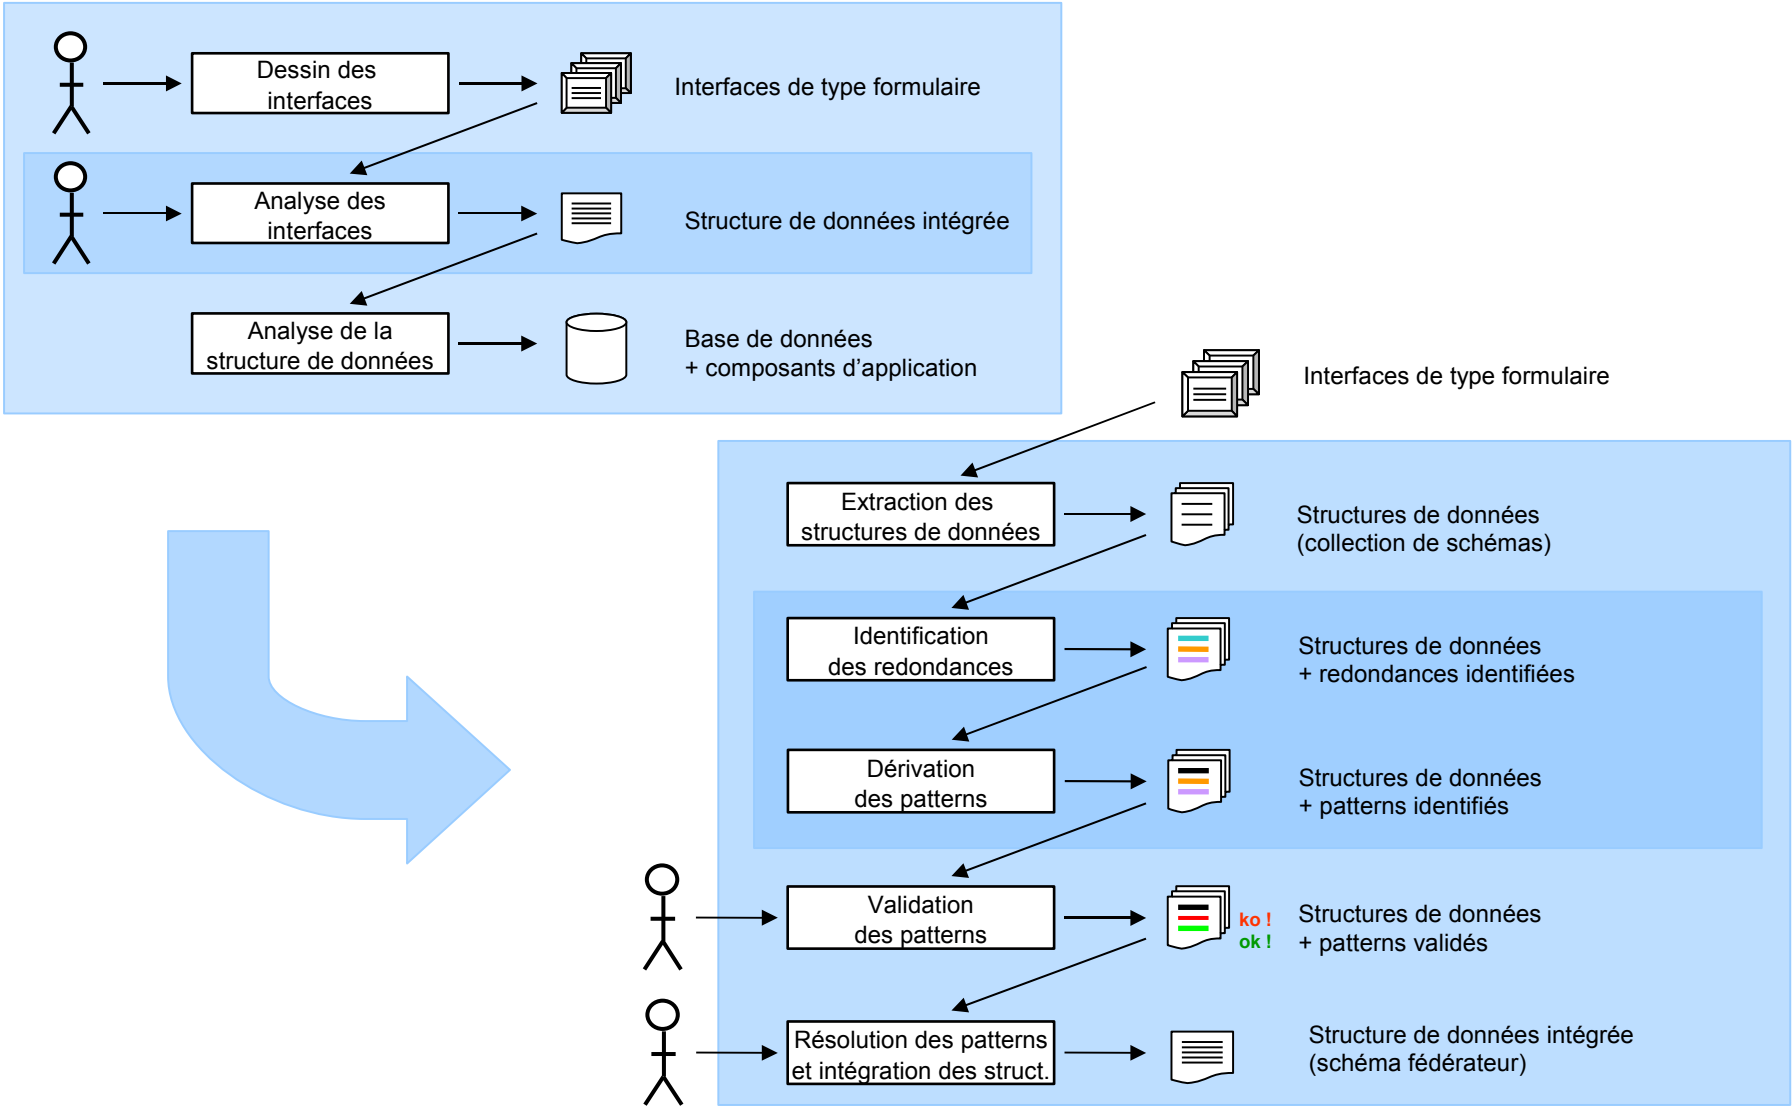 Dessin des
interfaces
Interfaces de type formulaire
Analyse des
interfaces
Structure de données intégrée
Analyse de la
structure de données
Base de données
+ composants d’application
Interfaces de type formulaire
Extraction des
structures de données
Structures de données
(collection de schémas)
Identification
des redondances
Structures de données
+ redondances identifiées
Dérivation
des patterns
Structures de données
+ patterns identifiés
Validation
des patterns
ko !
ok !
Structures de données
+ patterns validés
Résolution des patterns
et intégration des struct.
Structure de données intégrée
(schéma fédérateur)